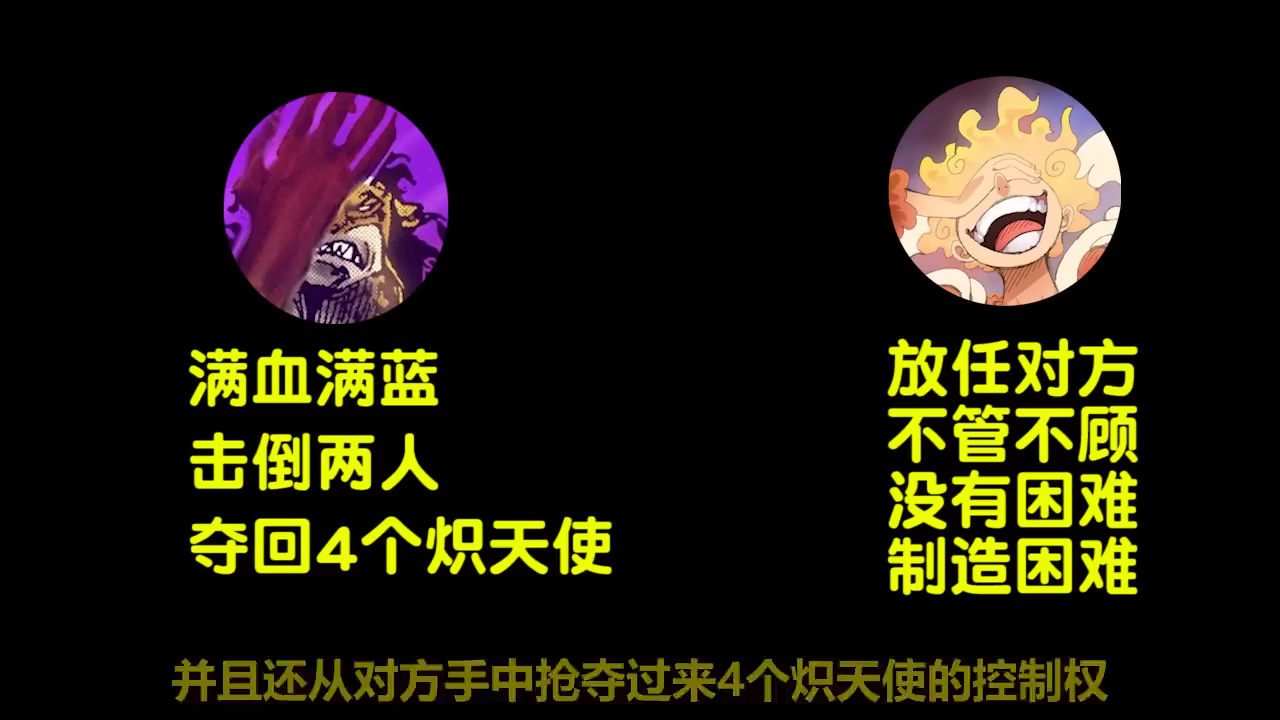 满血满蓝
击倒两人
夺回4个炽天使
放任对方
不管不顾
没有困难
制造困难
并且还从对方手中抢夺过来4个炽天使的控制权